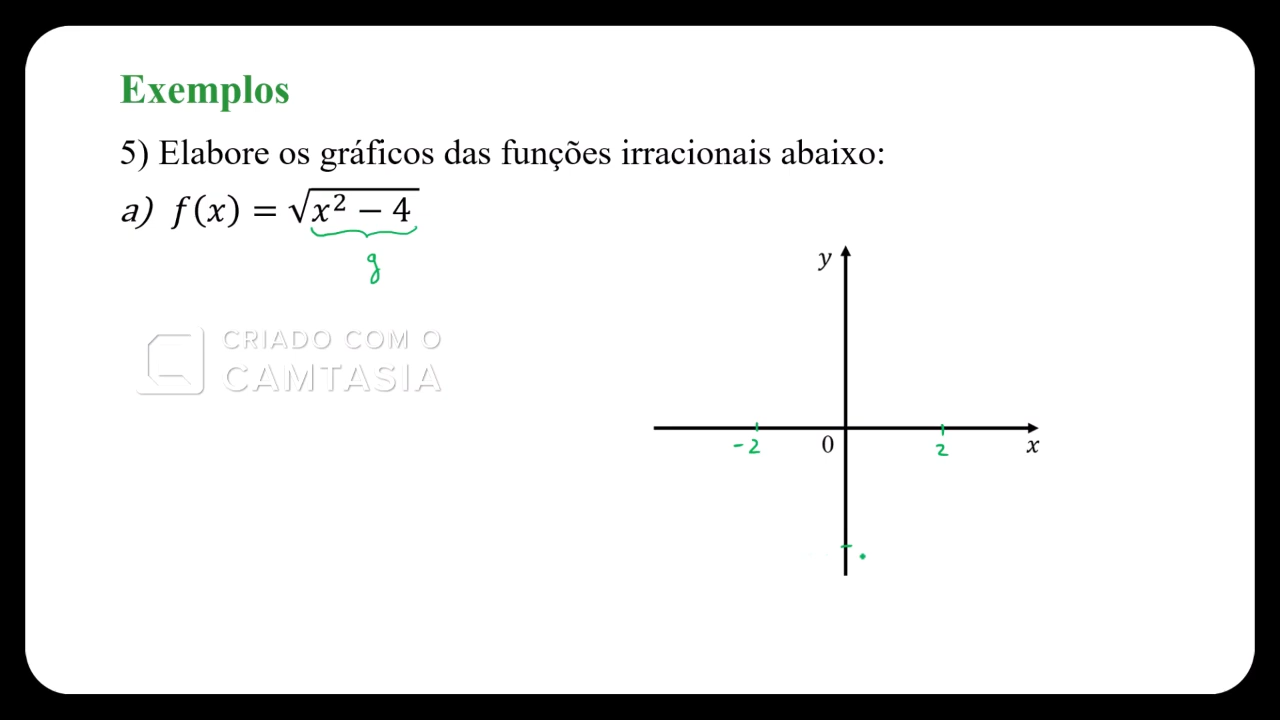 Exemplos
5) Elabore os gráficos das funções irracionais abaixo:
a) f(x) = √(x² − 4)
g
y
CRIADO COM O
CAMTASIA
-2
0
2
x